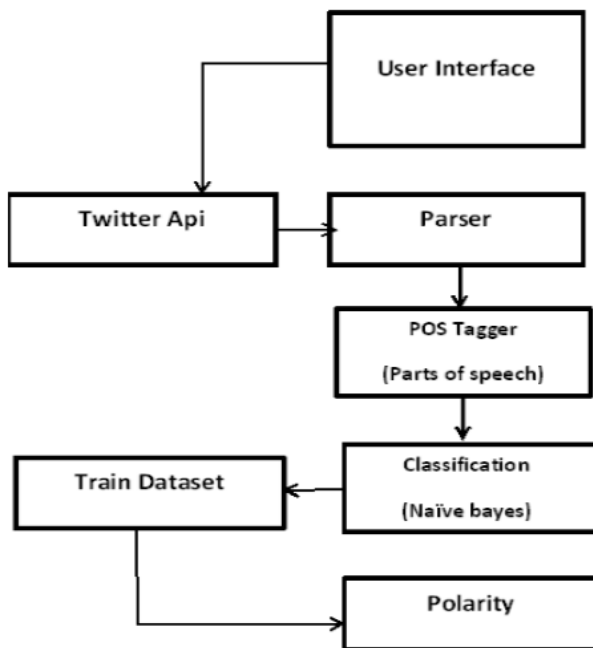 User Interface
Twitter Api
Parser
POS Tagger
(Parts of speech)
Classification
(Naïve bayes)
Train Dataset
Polarity